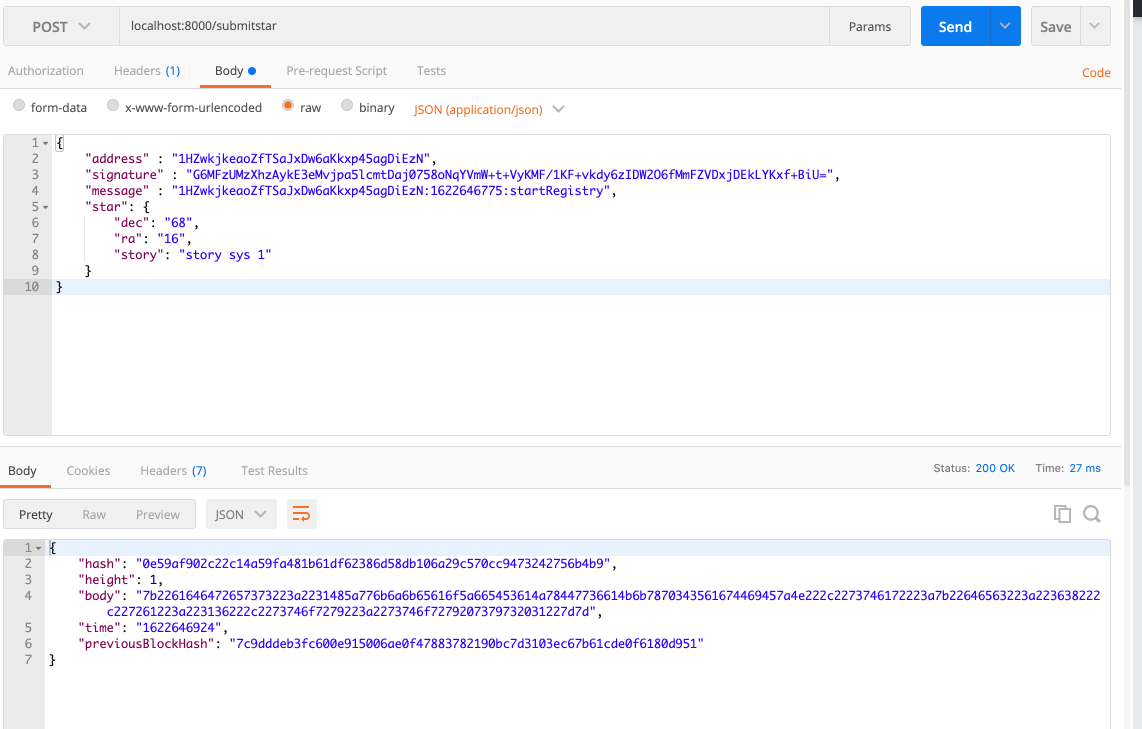 POST localhost:8000/submitstar Params Send Save
Authorization Headers (1) Body Pre-request Script Tests Code
form-data x-www-form-urlencoded raw binary JSON (application/json)
1 {
2 "address" : "1HZwkjkeaoZfTSaJxDw6aKkxp45agDiEzN",
3 "signature" : "G6MFzUMzXhzAykE3eMvjpa5lcmtDaj0758oNqYVmW+t+VyKMF/1KF+vkdy6zIDW2O6fMmFZVDxjDEkLYKxf+BiU=",
4 "message" : "1HZwkjkeaoZfTSaJxDw6aKkxp45agDiEzN:1622646775:startRegistry",
5 "star": {
6 "dec": "68",
7 "ra": "16",
8 "story": "story sys 1"
9 }
10 }
Body Cookies Headers (7) Test Results Status: 200 OK Time: 27 ms
Pretty Raw Preview JSON
1 {
2 "hash": "0e59af902c22c14a59fa481b61df62386d58db106a29c570cc9473242756b4b9",
3 "height": 1,
4 "body": "7b2261646472657373223a2231485a776b6a6b65616f5a665453614a78447736614b6b7870343561674469457a4e222c2273746172223a7b22646563223a223638222
c227261223a223136222c2273746f7279223a2273746f7279207379732031227d7d",
5 "time": "1622646924",
6 "previousBlockHash": "7c9dddeb3fc600e915006ae0f47883782190bc7d3103ec67b61cde0f6180d951"
7 }